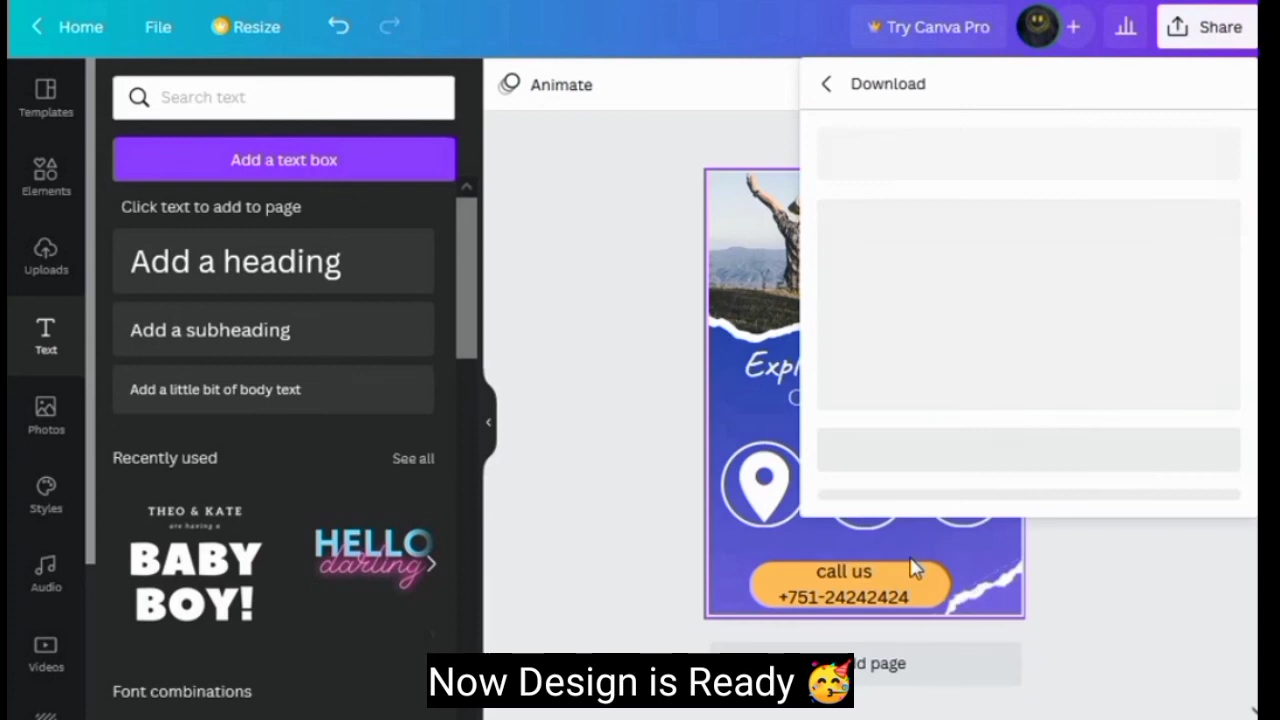 Home
File
Resize
Try Canva Pro
Share
Templates
Elements
Uploads
Text
Photos
Styles
Audio
Videos
Search text
Add a text box
Click text to add to page
Add a heading
Add a subheading
Add a little bit of body text
Recently used
See all
THEO & KATE
are having a
BABY
BOY!
HELLO
darling
Font combinations
Animate
Download
Expl
call us
+751-24242424
d page
Now Design is Ready 🥳